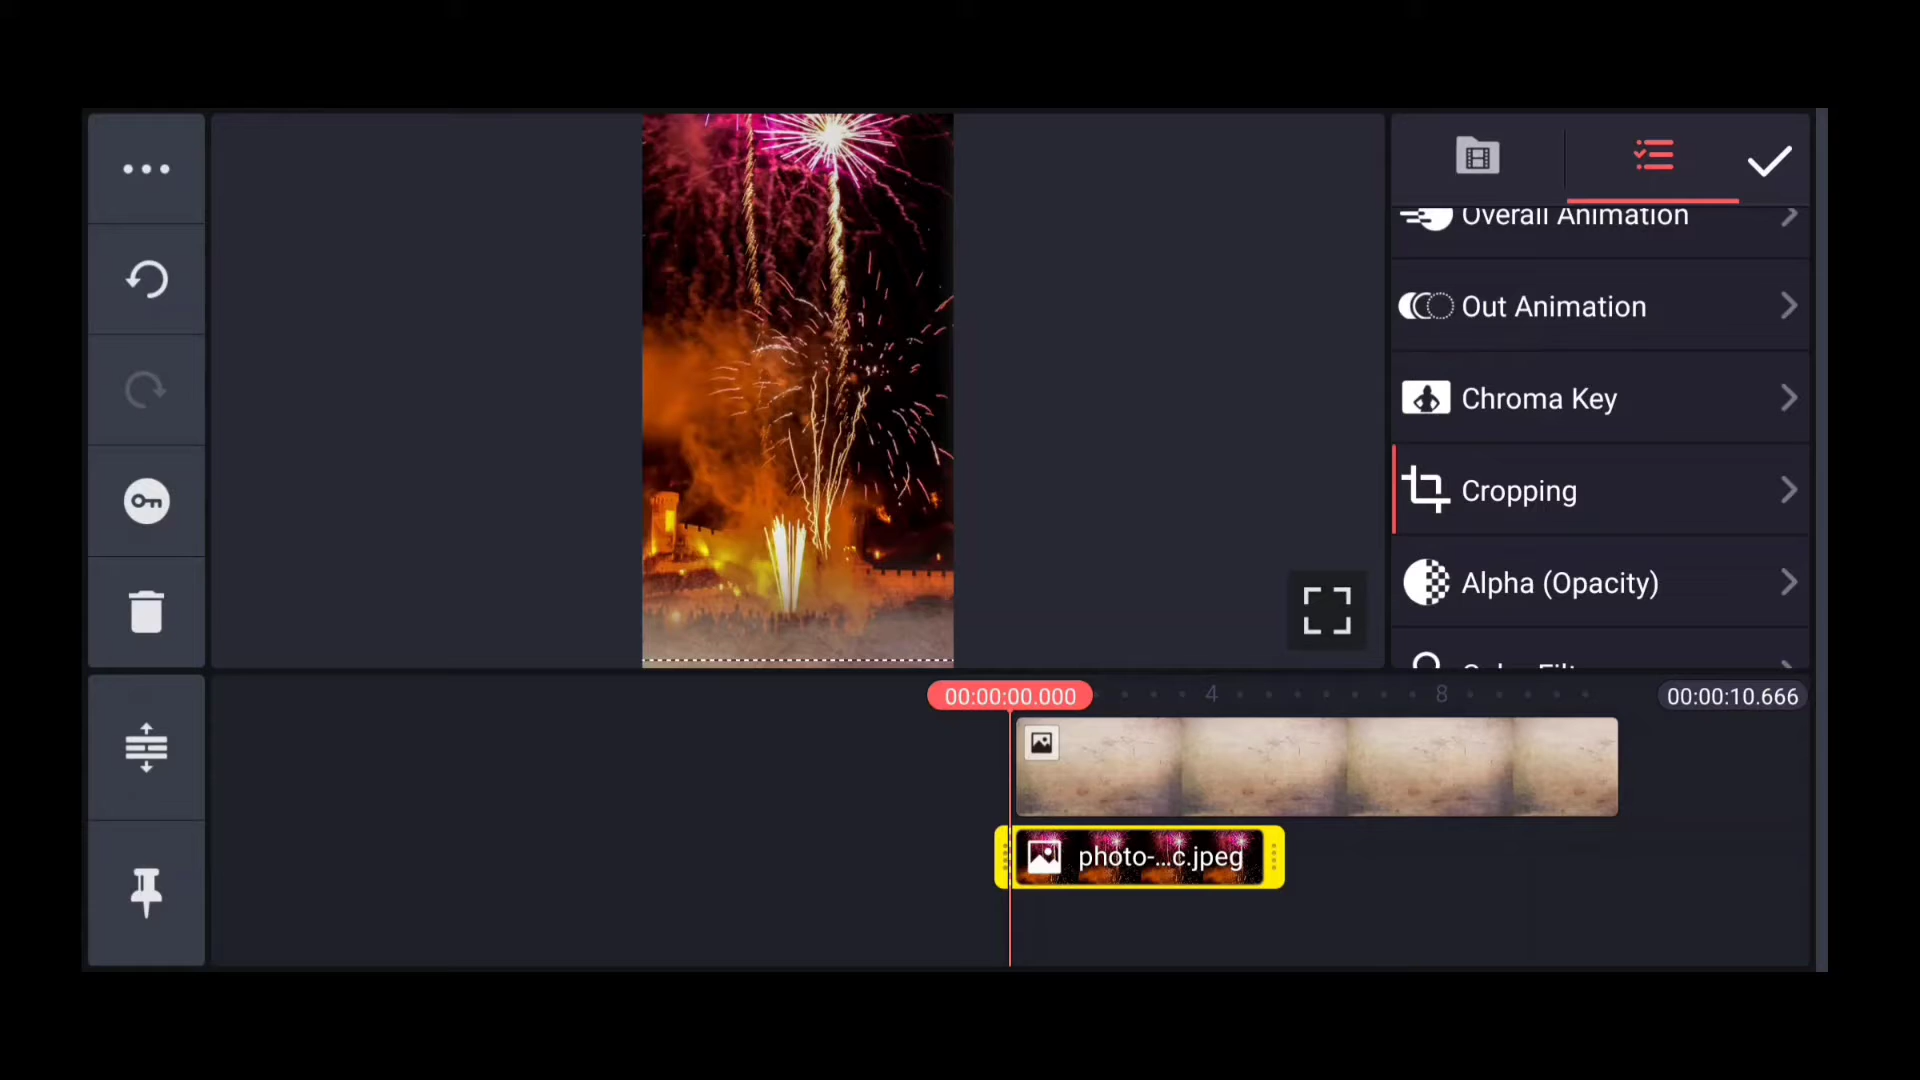 Overall Animation
Out Animation
Chroma Key
Cropping
Alpha (Opacity)
00:00:00.000
4
8
00:00:10.666
photo-...c.jpeg